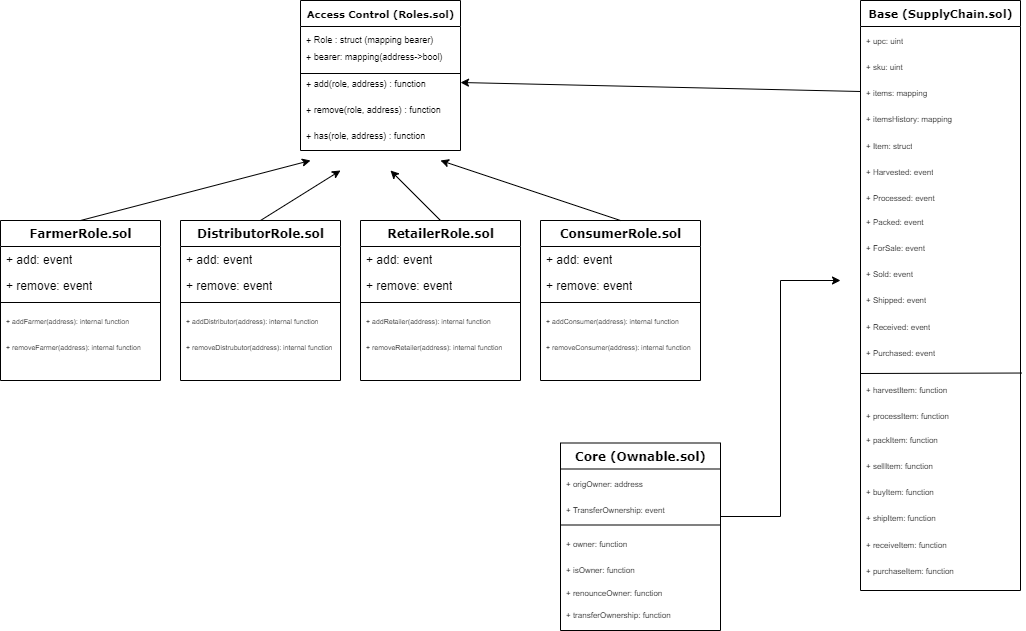 Access Control (Roles.sol)
+ Role : struct (mapping bearer)
+ bearer: mapping(address->bool)
+ add(role, address) : function
+ remove(role, address) : function
+ has(role, address) : function
Base (SupplyChain.sol)
+ upc: uint
+ sku: uint
+ items: mapping
+ itemsHistory: mapping
+ Item: struct
+ Harvested: event
+ Processed: event
+ Packed: event
+ ForSale: event
+ Sold: event
+ Shipped: event
+ Received: event
+ Purchased: event
+ harvestItem: function
+ processItem: function
+ packItem: function
+ sellItem: function
+ buyItem: function
+ shipItem: function
+ receiveItem: function
+ purchaseItem: function
FarmerRole.sol
+ add: event
+ remove: event
+ addFarmer(address): internal function
+ removeFarmer(address): internal function
DistributorRole.sol
+ add: event
+ remove: event
+ addDistributor(address): internal function
+ removeDistrubutor(address): internal function
RetailerRole.sol
+ add: event
+ remove: event
+ addRetailer(address): internal function
+ removeRetailer(address): internal function
ConsumerRole.sol
+ add: event
+ remove: event
+ addConsumer(address): internal function
+ removeConsumer(address): internal function
Core (Ownable.sol)
+ origOwner: address
+ TransferOwnership: event
+ owner: function
+ isOwner: function
+ renounceOwner: function
+ transferOwnership: function